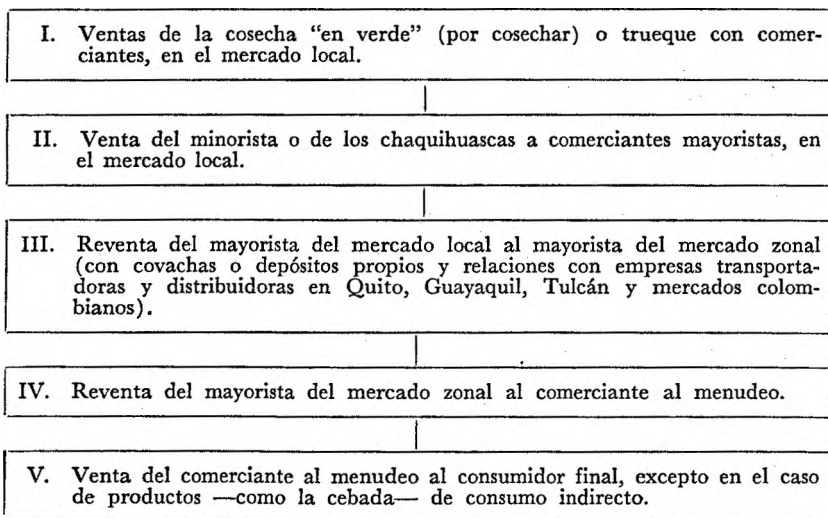 I. Ventas de la cosecha “en verde” (por cosechar) o trueque con comer-
ciantes, en el mercado local.
II. Venta del minorista o de los chaquihuascas a comerciantes mayoristas, en
el mercado local.
III. Reventa del mayorista del mercado local al mayorista del mercado zonal
(con covachas o depósitos propios y relaciones con empresas transporta-
doras y distribuidoras en Quito, Guayaquil, Tulcán y mercados colom-
bianos).
IV. Reventa del mayorista del mercado zonal al comerciante al menudeo.
V. Venta del comerciante al menudeo al consumidor final, excepto en el caso
de productos —como la cebada— de consumo indirecto.